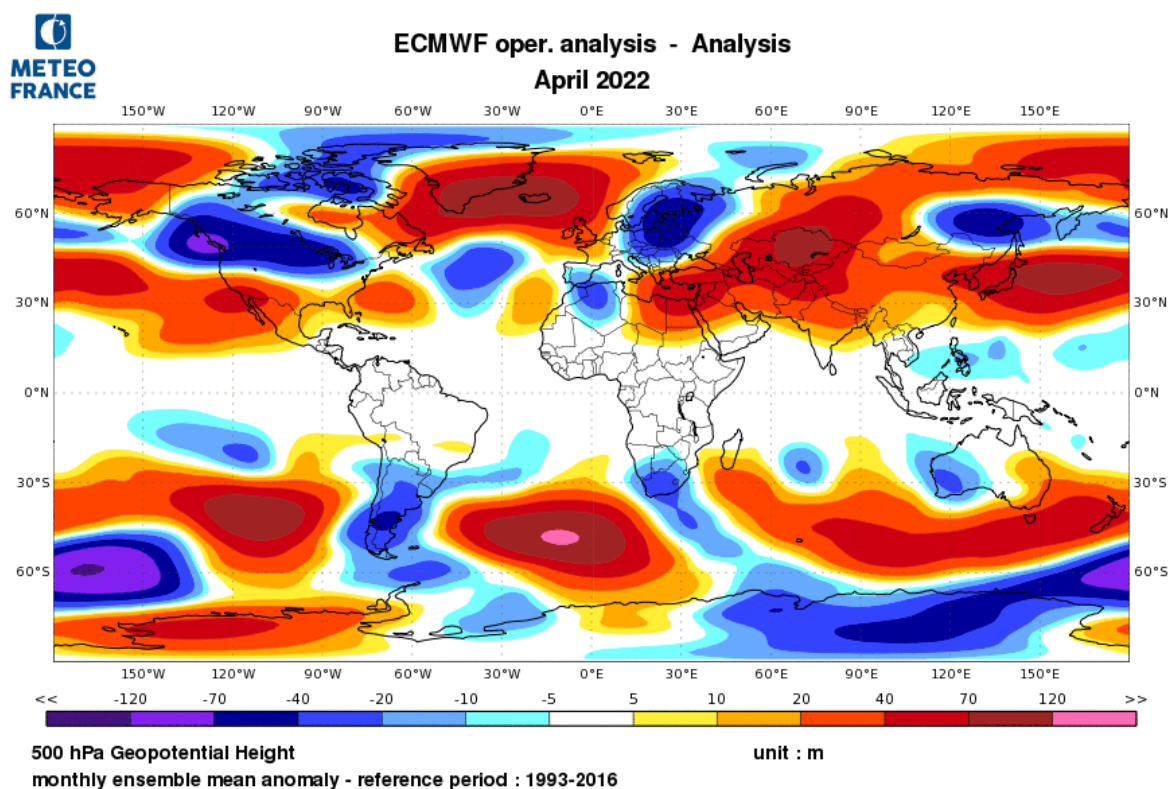 METEO
FRANCE
ECMWF oper. analysis - Analysis
April 2022
150°W 120°W 90°W 60°W 30°W 0°E 30°E 60°E 90°E 120°E 150°E
60°N 60°N
30°N 30°N
0°N 0°N
30°S 30°S
60°S 60°S
150°W 120°W 90°W 60°W 30°W 0°E 30°E 60°E 90°E 120°E 150°E
<< -120 -70 -40 -20 -10 -5 5 10 20 40 70 120 >>
500 hPa Geopotential Height unit : m
monthly ensemble mean anomaly - reference period : 1993-2016